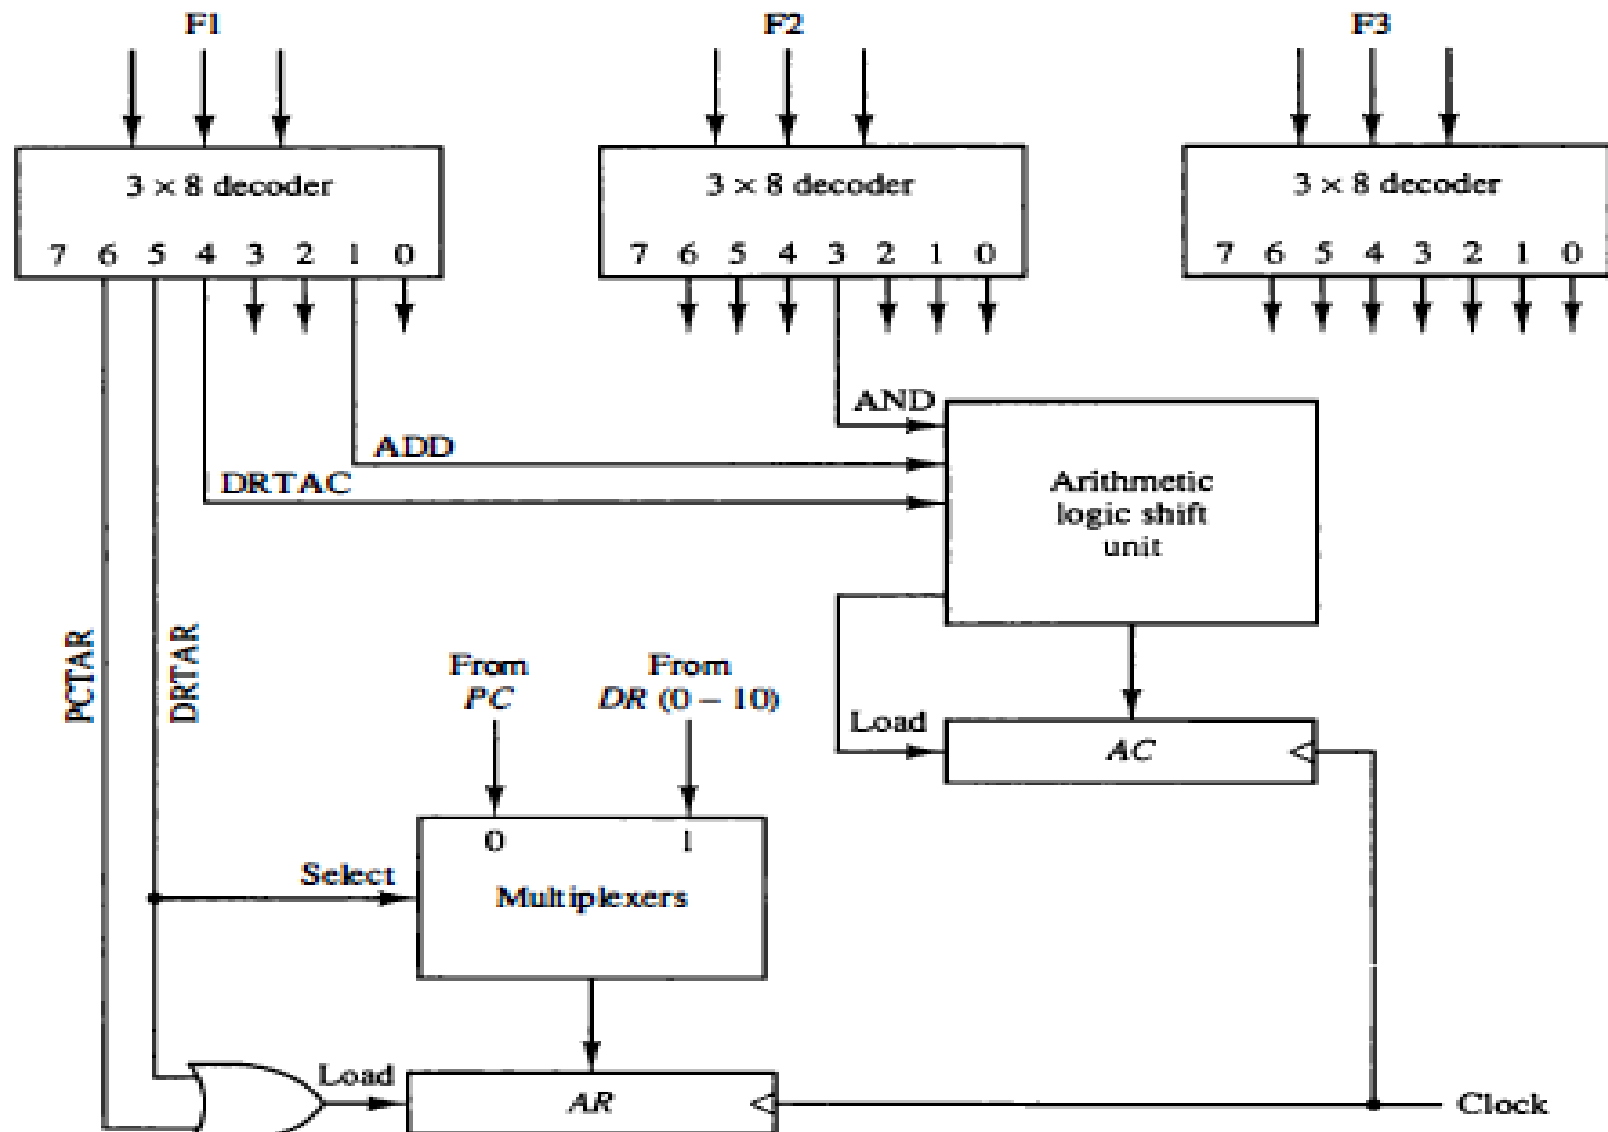 F1
F2
F3
3 × 8 decoder
7 6 5 4 3 2 1 0
3 × 8 decoder
7 6 5 4 3 2 1 0
3 × 8 decoder
7 6 5 4 3 2 1 0
AND
ADD
DRTAC
Arithmetic
logic shift
unit
PCTAR
DRTAR
From
PC
From
DR (0 – 10)
Load
AC
0
1
Select
Multiplexers
Load
AR
Clock